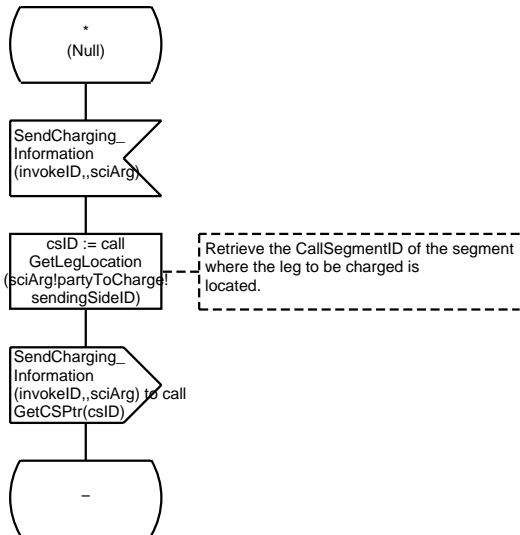 *
(Null)
SendCharging_
Information
(invokeID,,sciArg)
csID := call
GetLegLocation
(sciArg!partyToCharge!
sendingSideID)
Retrieve the CallSegmentID of the segment
where the leg to be charged is
located.
SendCharging_
Information
(invokeID,,sciArg) to call
GetCSPtr(csID)
–